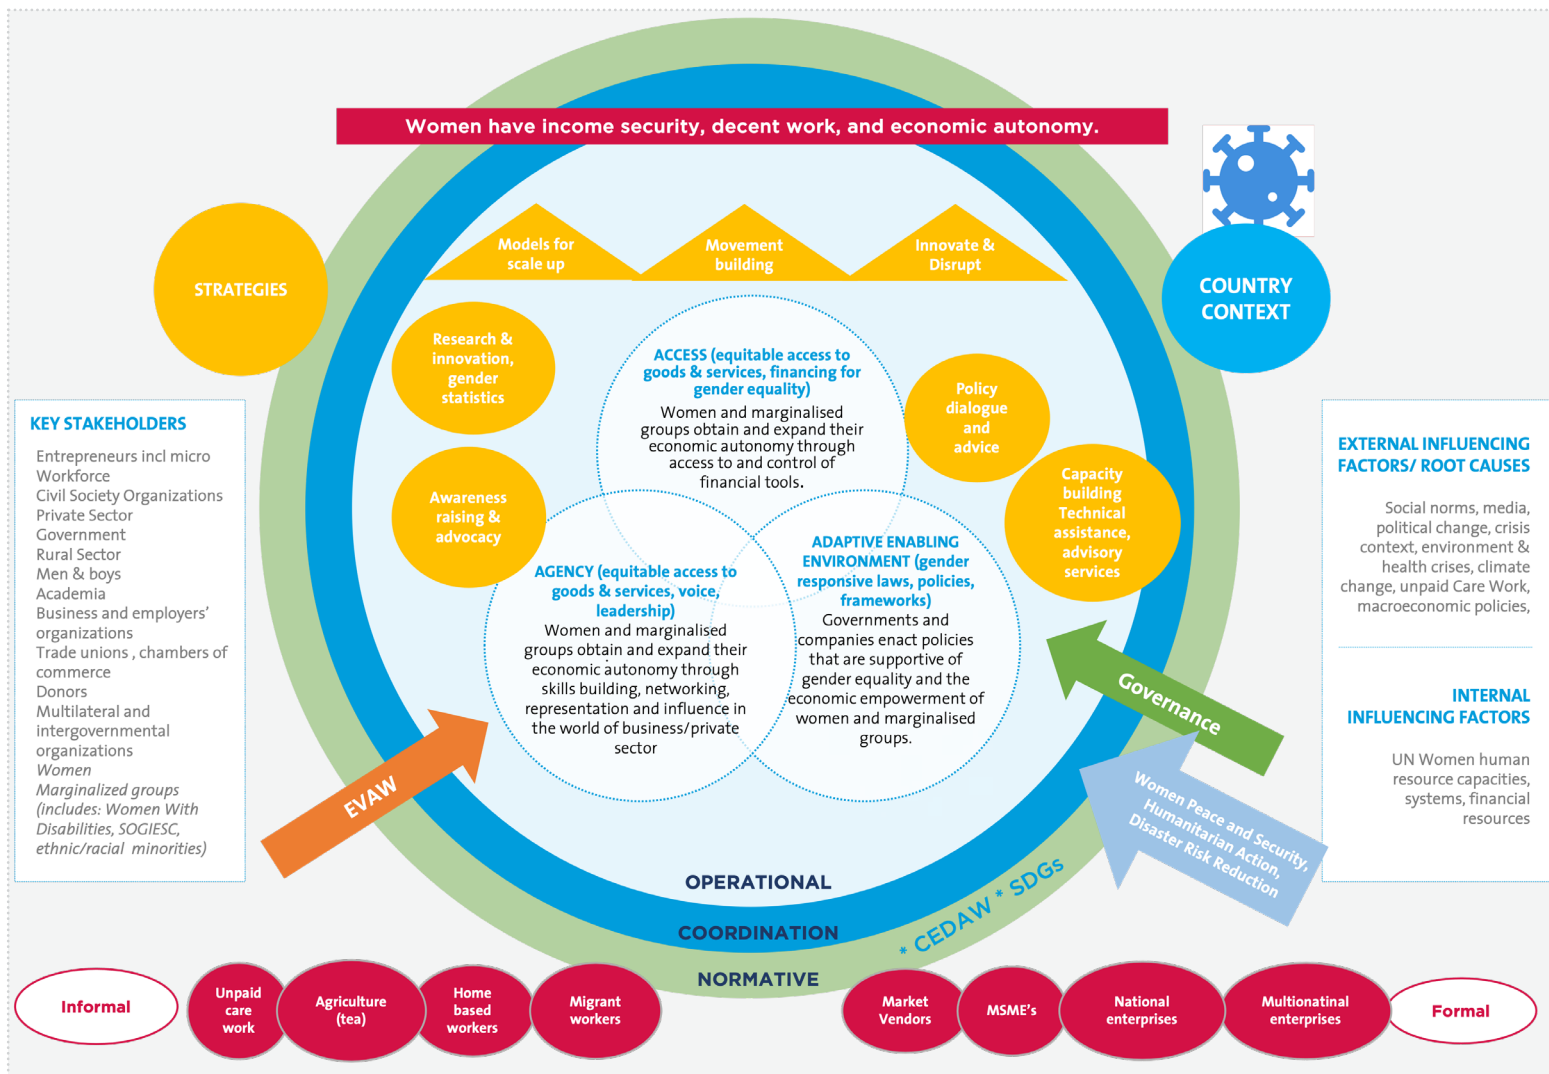 Women have income security, decent work, and economic autonomy.
STRATEGIES
COUNTRY
CONTEXT
Models for
scale up
Movement
building
Innovate &
Disrupt
Research &
innovation,
gender
statistics
Awareness
raising &
advocacy
Policy
dialogue
and
advice
Capacity
building
Technical
assistance,
advisory
services
ACCESS (equitable access to
goods & services, financing for
gender equality)
Women and marginalised
groups obtain and expand their
economic autonomy through
access to and control of
financial tools.
AGENCY (equitable access to
goods & services, voice,
leadership)
Women and marginalised
groups obtain and expand their
economic autonomy through
skills building, networking,
representation and influence in
the world of business/private
sector
ADAPTIVE ENABLING
ENVIRONMENT (gender
responsive laws, policies,
frameworks)
Governments and
companies enact policies
that are supportive of
gender equality and the
economic empowerment of
women and marginalised
groups.
KEY STAKEHOLDERS
Entrepreneurs incl micro
Workforce
Civil Society Organizations
Private Sector
Government
Rural Sector
Men & boys
Academia
Business and employers'
organizations
Trade unions , chambers of
commerce
Donors
Multilateral and
intergovernmental
organizations
Women
Marginalized groups
(includes: Women With
Disabilities, SOGIESC,
ethnic/racial minorities)
EXTERNAL INFLUENCING
FACTORS/ ROOT CAUSES
Social norms, media,
political change, crisis
context, environment &
health crises, climate
change, unpaid Care Work,
macroeconomic policies,
INTERNAL
INFLUENCING FACTORS
UN Women human
resource capacities,
systems, financial
resources
EVAW
Governance
Women Peace and Security,
Humanitarian Action,
Disaster Risk Reduction
OPERATIONAL
COORDINATION
NORMATIVE
* CEDAW * SDGs
Informal
Unpaid
care
work
Agriculture
(tea)
Home
based
workers
Migrant
workers
Market
Vendors
MSME's
National
enterprises
Multionatinal
enterprises
Formal